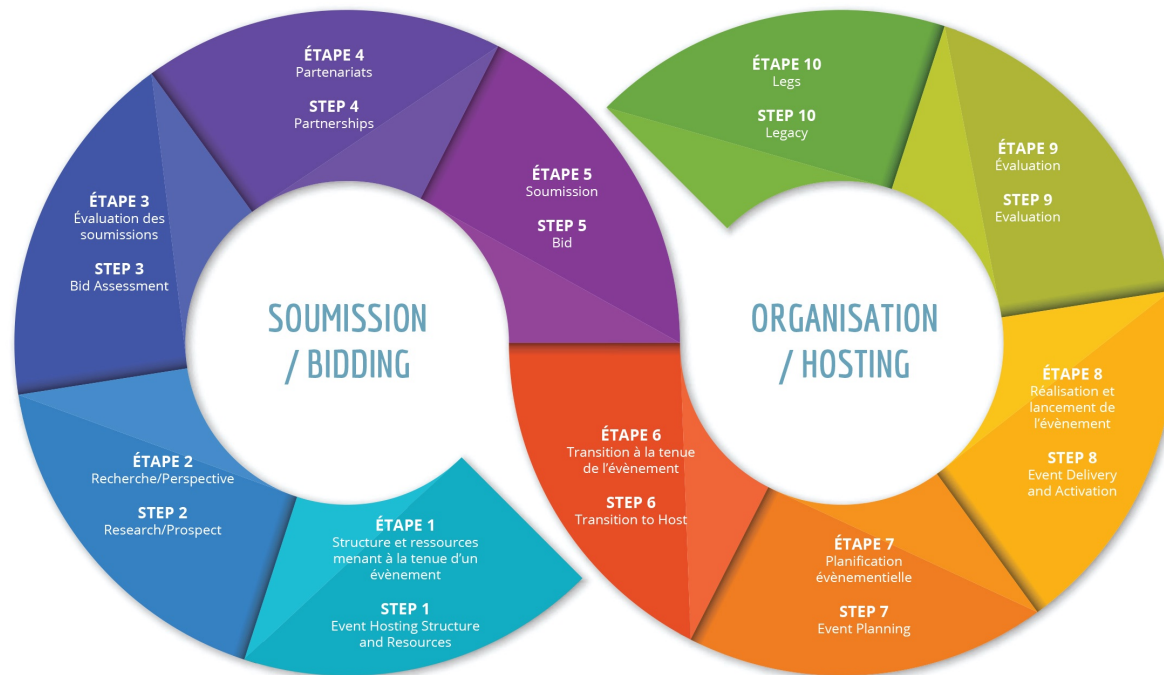 ÉTAPE 1
Structure et ressources
menant à la tenue d'un
évènement
STEP 1
Event Hosting Structure
and Resources
ÉTAPE 2
Recherche/Perspective
STEP 2
Research/Prospect
ÉTAPE 3
Évaluation des
soumissions
STEP 3
Bid Assessment
ÉTAPE 4
Partenariats
STEP 4
Partnerships
ÉTAPE 5
Soumission
STEP 5
Bid
SOUMISSION
/ BIDDING
ÉTAPE 6
Transition à la tenue
de l'évènement
STEP 6
Transition to Host
ÉTAPE 7
Planification
évènementielle
STEP 7
Event Planning
ÉTAPE 8
Réalisation et
lancement de
l'évènement
STEP 8
Event Delivery
and Activation
ÉTAPE 9
Évaluation
STEP 9
Evaluation
ÉTAPE 10
Legs
STEP 10
Legacy
ORGANISATION
/ HOSTING